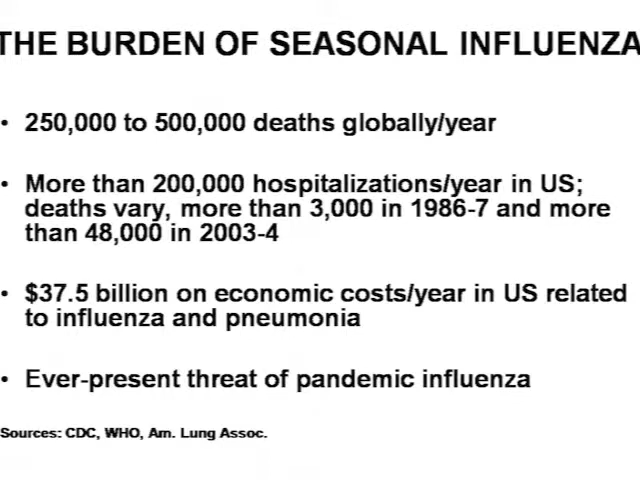 THE BURDEN OF SEASONAL INFLUENZA
• 250,000 to 500,000 deaths globally/year
• More than 200,000 hospitalizations/year in US;
deaths vary, more than 3,000 in 1986-7 and more
than 48,000 in 2003-4
• $37.5 billion on economic costs/year in US related
to influenza and pneumonia
• Ever-present threat of pandemic influenza
Sources: CDC, WHO, Am. Lung Assoc.